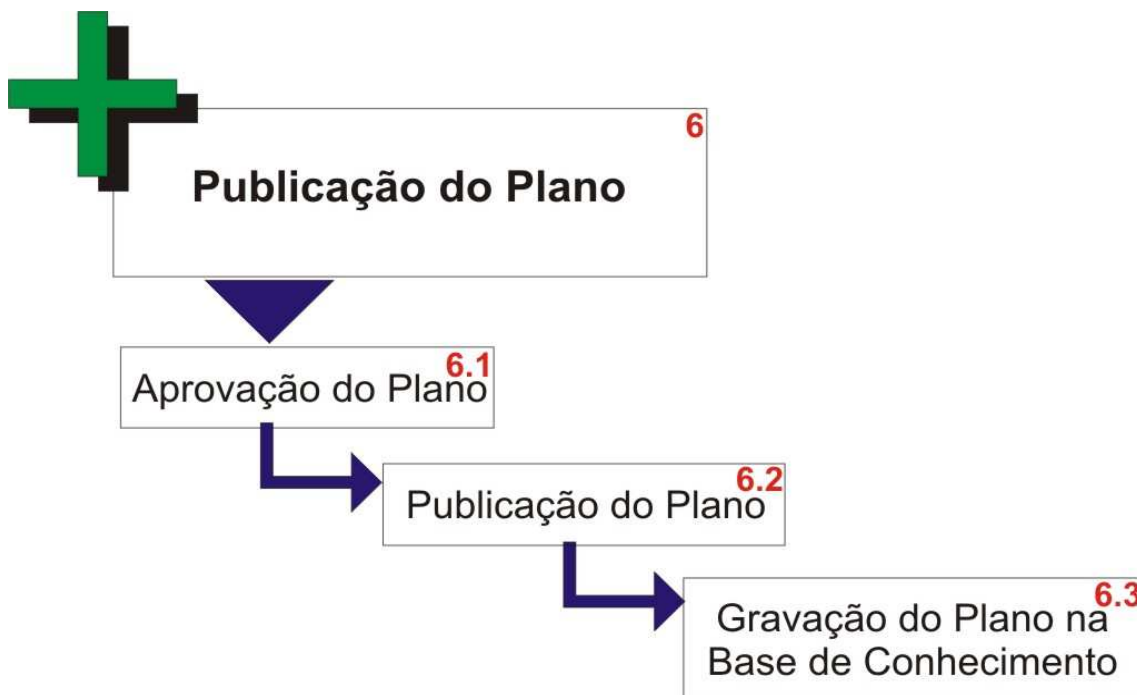 6
Publicação do Plano
6.1
Aprovação do Plano
6.2
Publicação do Plano
6.3
Gravação do Plano na
Base de Conhecimento